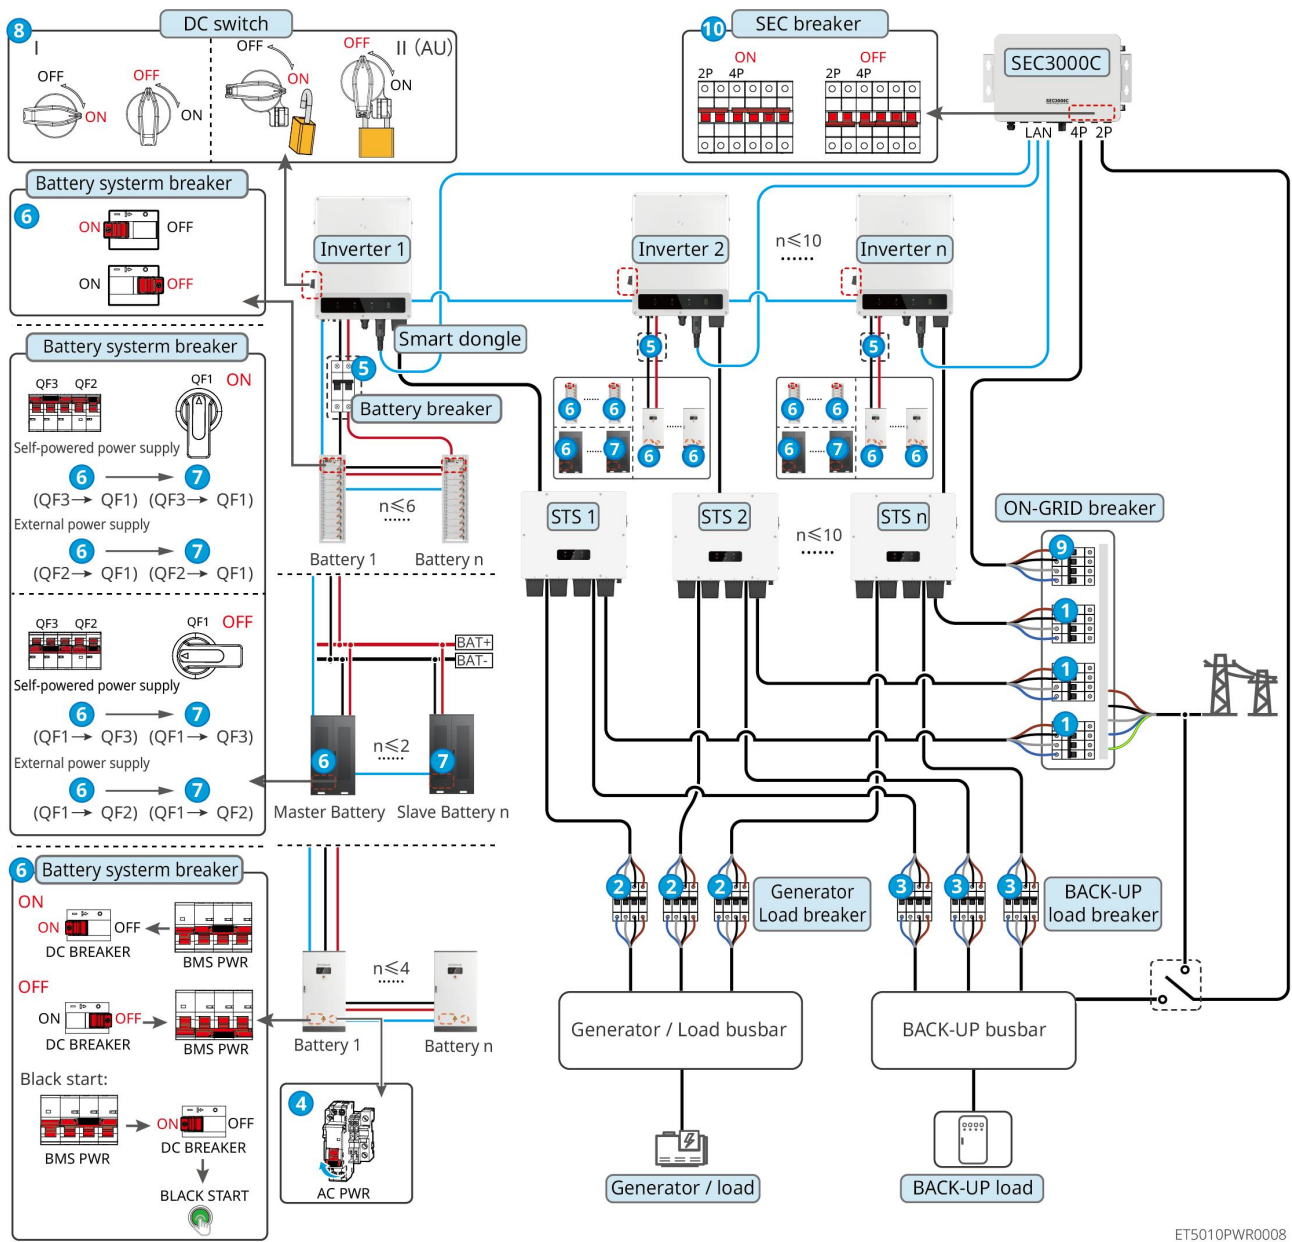 8
DC switch
I
OFF
ON
OFF
ON
OFF
ON
II (AU)
OFF
ON
10
SEC breaker
ON
OFF
2P 4P
2P 4P
SEC3000C
SEC3000C
LAN
4P 2P
Battery systerm breaker
6
ON
OFF
ON
OFF
Inverter 1
Inverter 2
n≤10
......
Inverter n
Smart dongle
5
Battery breaker
5
5
6 ...... 6
6 ...... 7
6 ...... 6
6 ...... 6
6 ...... 7
6 ...... 6
Battery systerm breaker
QF3 QF2
QF1
ON
Self-powered power supply
6 → 7
(QF3→ QF1) (QF3→ QF1)
External power supply
6 → 7
(QF2→ QF1) (QF2→ QF1)
QF3 QF2
QF1
OFF
Self-powered power supply
6 → 7
(QF1→ QF3) (QF1→ QF3)
External power supply
6 → 7
(QF1→ QF2) (QF1→ QF2)
n≤6
......
Battery 1
Battery n
STS 1
STS 2
n≤10
......
STS n
ON-GRID breaker
9
1
1
1
BAT+
BAT-
6
n≤2
......
7
Master Battery
Slave Battery n
6
Battery systerm breaker
ON
ON
OFF
DC BREAKER
BMS PWR
OFF
ON
OFF
DC BREAKER
BMS PWR
Black start:
BMS PWR
ON
OFF
DC BREAKER
BLACK START
n≤4
......
Battery 1
Battery n
4
AC PWR
2
2
2
Generator
Load breaker
3
3
3
BACK-UP
load breaker
Generator / Load busbar
BACK-UP busbar
Generator / load
BACK-UP load
ET5010PWR0008